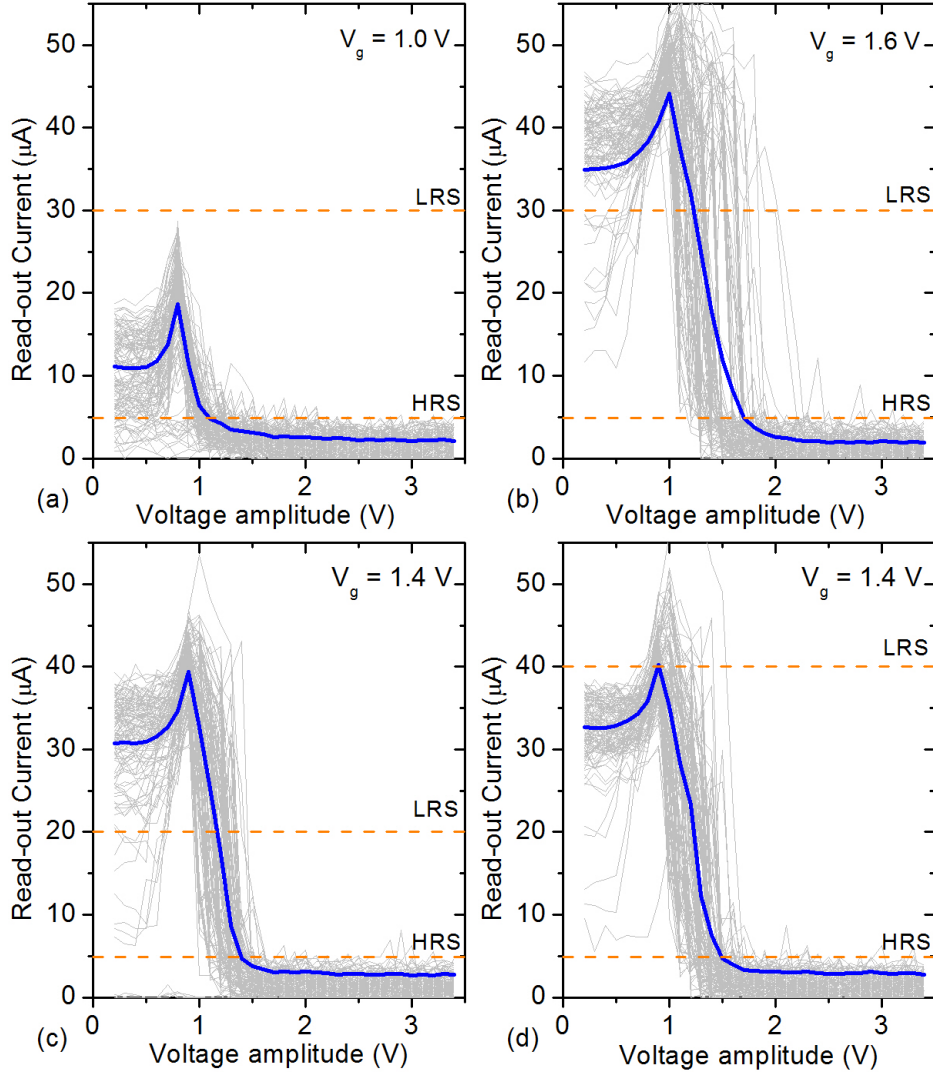 V_g = 1.0 V
Read-out Current (μA)
50
40
30
20
10
0
LRS
HRS
0 1 2 3
(a)
Voltage amplitude (V)
V_g = 1.6 V
Read-out Current (μA)
50
40
30
20
10
0
LRS
HRS
0 1 2 3
(b)
Voltage amplitude (V)
V_g = 1.4 V
Read-out Current (μA)
50
40
30
20
10
0
LRS
HRS
0 1 2 3
(c)
Voltage amplitude (V)
V_g = 1.4 V
Read-out Current (μA)
50
40
30
20
10
0
LRS
HRS
0 1 2 3
(d)
Voltage amplitude (V)